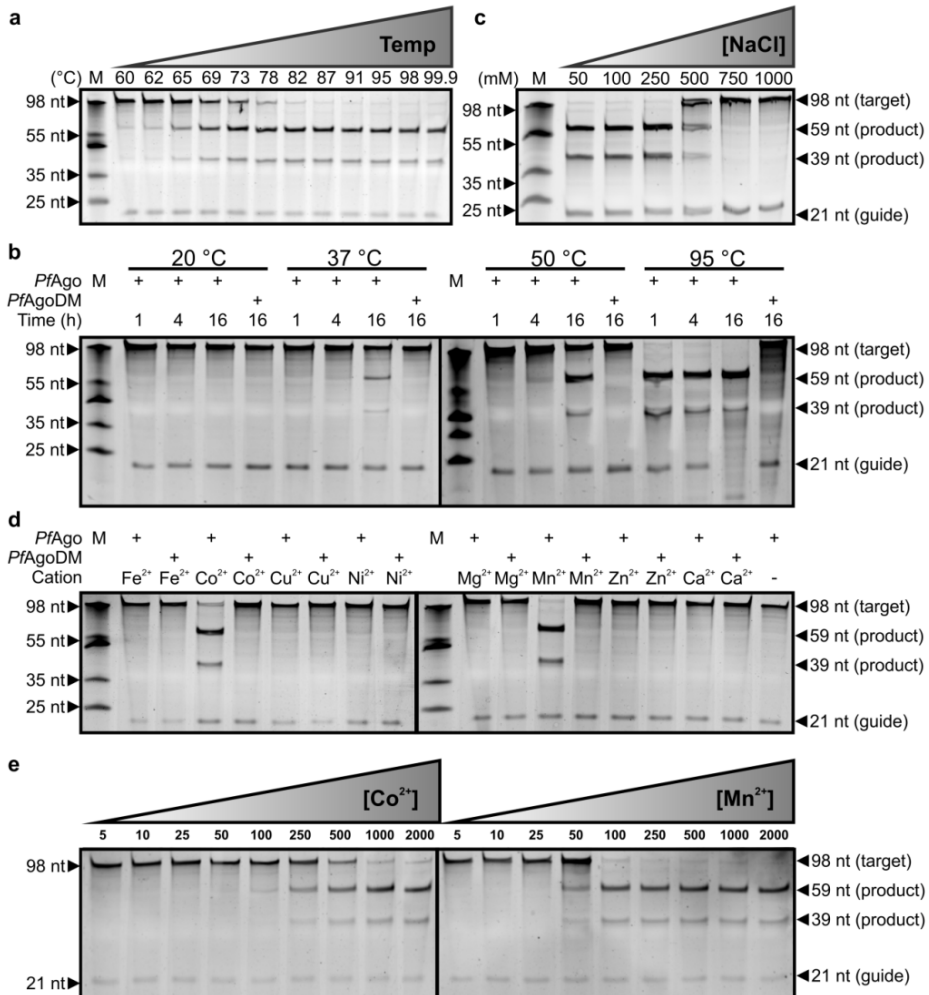 a
Temp
(°C) M 60 62 65 69 73 78 82 87 91 95 98 99.9
98 nt
55 nt
35 nt
25 nt
c
[NaCl]
(mM) M 50 100 250 500 750 1000
98 nt
55 nt
35 nt
25 nt
98 nt (target)
59 nt (product)
39 nt (product)
21 nt (guide)
b
20 °C 37 °C 50 °C 95 °C
PfAgo M + + + + + + M + + + + + +
PfAgoDM + + + +
Time (h) 1 4 16 16 1 4 16 16 1 4 16 16 1 4 16 16
98 nt
55 nt
35 nt
25 nt
98 nt (target)
59 nt (product)
39 nt (product)
21 nt (guide)
d
PfAgo M + + + + M + + + + +
PfAgoDM + + + + + + + +
Cation Fe²⁺ Fe²⁺ Co²⁺ Co²⁺ Cu²⁺ Cu²⁺ Ni²⁺ Ni²⁺ Mg²⁺ Mg²⁺ Mn²⁺ Mn²⁺ Zn²⁺ Zn²⁺ Ca²⁺ Ca²⁺ -
98 nt
55 nt
35 nt
25 nt
98 nt (target)
59 nt (product)
39 nt (product)
21 nt (guide)
e
[Co²⁺] [Mn²⁺]
5 10 25 50 100 250 500 1000 2000 5 10 25 50 100 250 500 1000 2000
98 nt
21 nt
98 nt (target)
59 nt (product)
39 nt (product)
21 nt (guide)